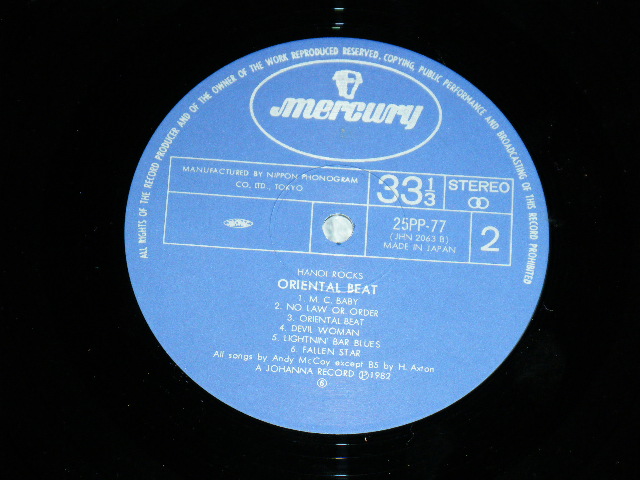 ALL RIGHTS OF THE RECORD PRODUCER AND OF THE OWNER OF THE WORK REPRODUCED RESERVED. COPYING, PUBLIC PERFORMANCE AND BROADCASTING OF THIS RECORD PROHIBITED
mercury
MANUFACTURED BY NIPPON PHONOGRAM
CO. LTD., TOKYO
33 1/3
STEREO
25PP-77
(JHN 2063 B)
MADE IN JAPAN
2
HANOI ROCKS
ORIENTAL BEAT
1. M. C. BABY
2. NO LAW OR ORDER
3. ORIENTAL BEAT
4. DEVIL WOMAN
5. LIGHTNIN' BAR BLUES
6. FALLEN STAR
All songs by Andy McCoy except B5 by H. Axton
A JOHANNA RECORD Ⓟ1982